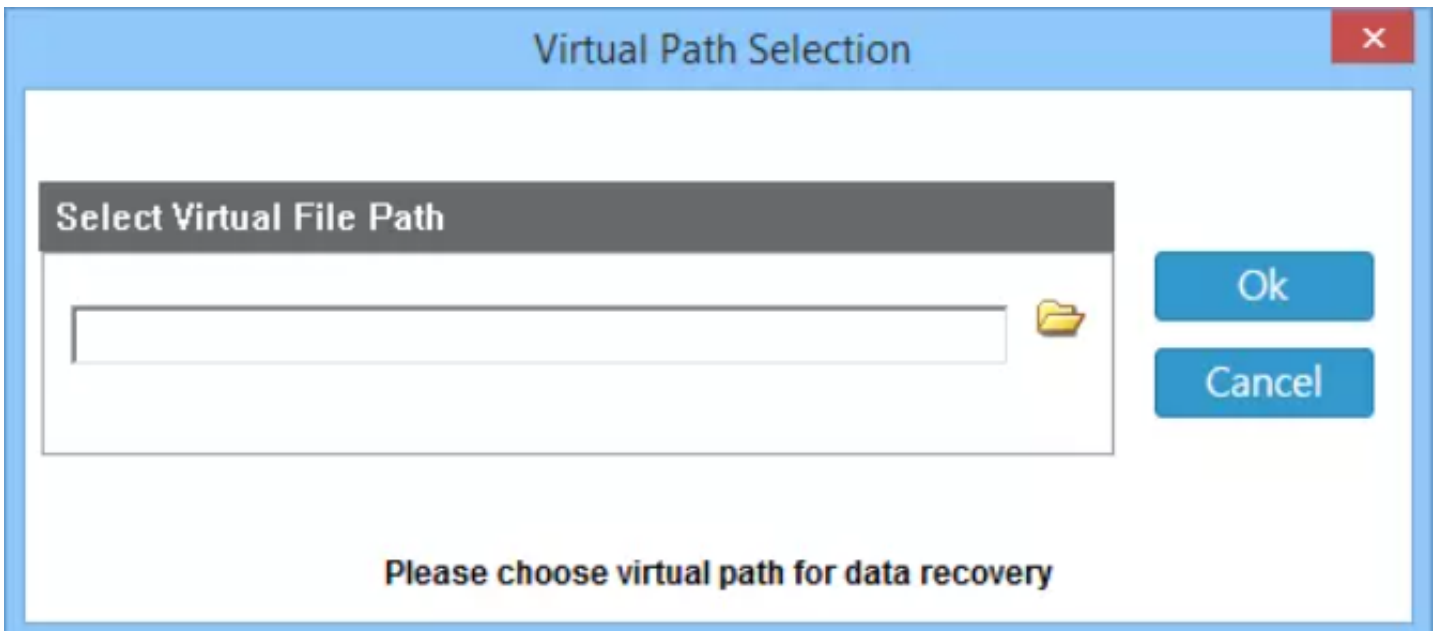 Virtual Path Selection
Select Virtual File Path
Ok
Cancel
Please choose virtual path for data recovery